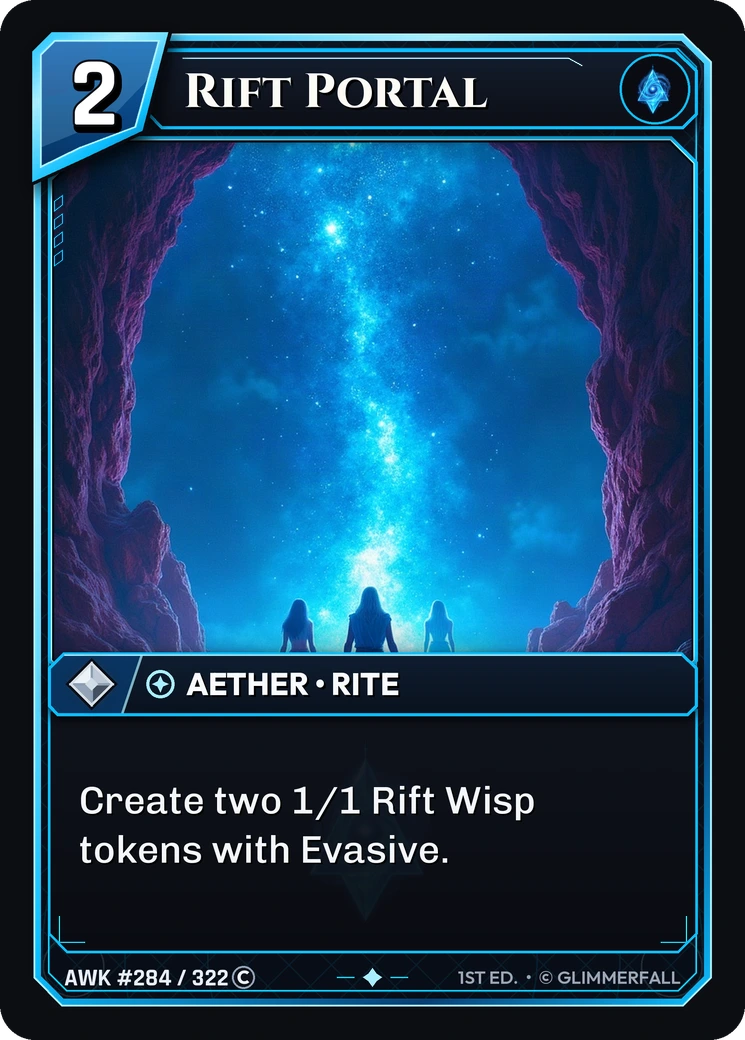 2
Rift Portal
AETHER • RITE
Create two 1/1 Rift Wisp
tokens with Evasive.
AWK #284 / 322 Ⓒ
1ST ED. • © GLIMMERFALL